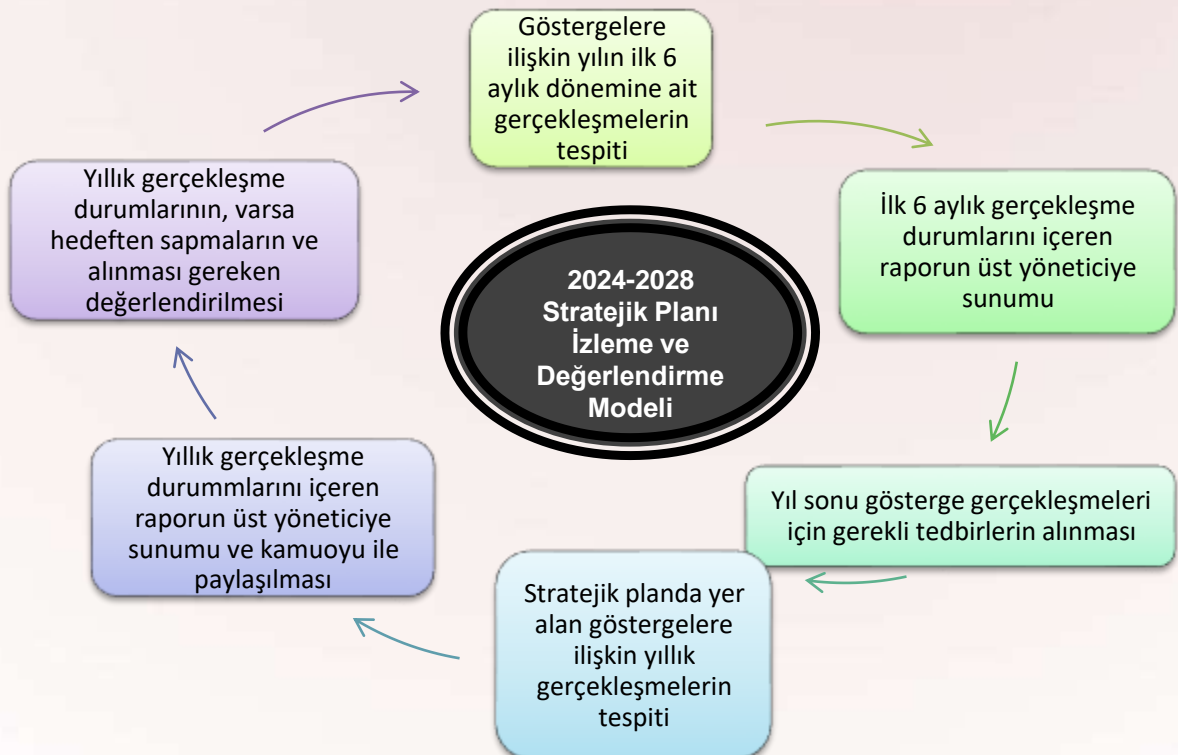 Göstergelere
ilişkin yılın ilk 6
aylık dönemine ait
gerçekleşmelerin
tespiti
İlk 6 aylık gerçekleşme
durumlarını içeren
raporun üst yöneticiye
sunumu
Yıl sonu gösterge gerçekleşmeleri
için gerekli tedbirlerin alınması
Stratejik planda yer
alan göstergelere
ilişkin yıllık
gerçekleşmelerin
tespiti
Yıllık gerçekleşme
durummlarını içeren
raporun üst yöneticiye
sunumu ve kamuoyu ile
paylaşılması
Yıllık gerçekleşme
durumlarının, varsa
hedeften sapmaların ve
alınması gereken
değerlendirilmesi
2024-2028
Stratejik Planı
İzleme ve
Değerlendirme
Modeli